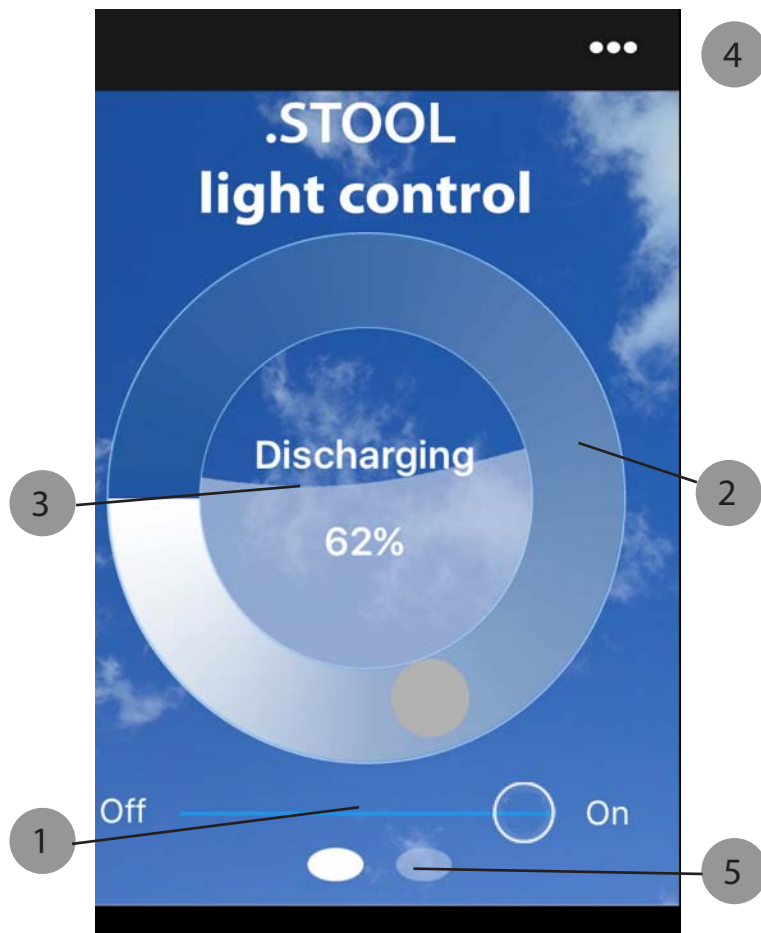 4
.STOOL
light control
Discharging
3
2
62%
Off
On
1
5